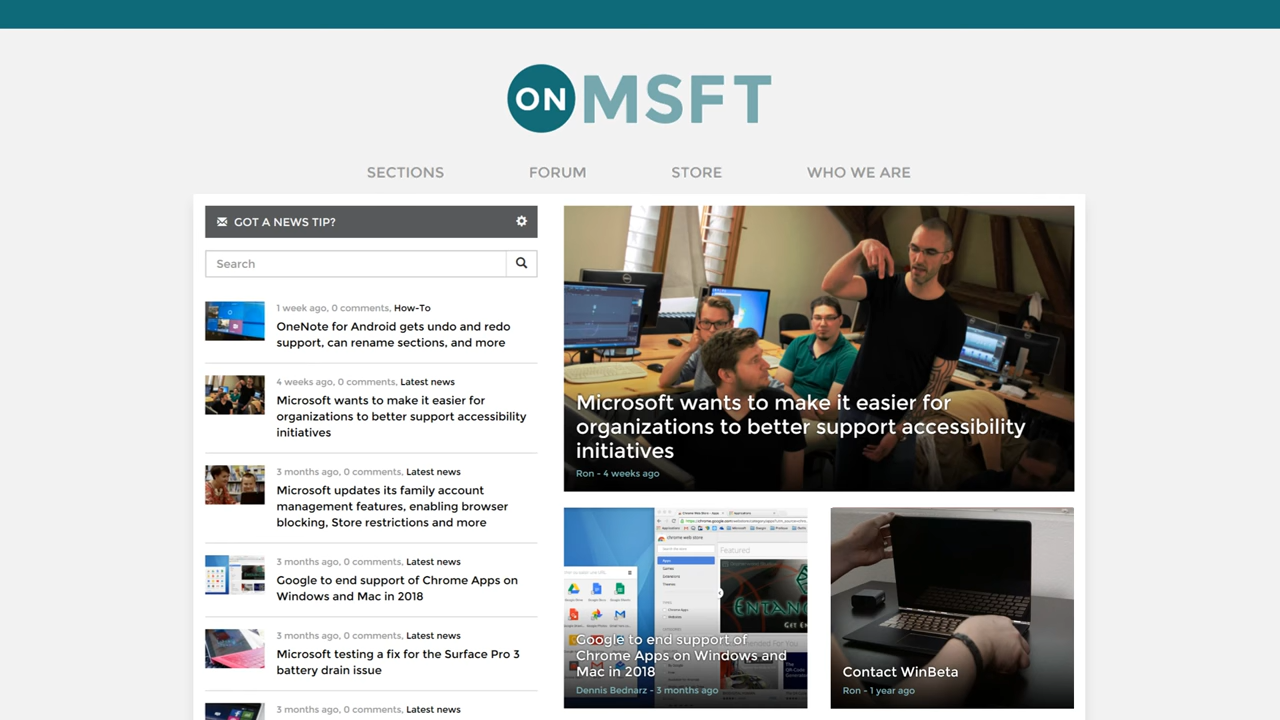 ON MSFT
SECTIONS
FORUM
STORE
WHO WE ARE
GOT A NEWS TIP?
Search
1 week ago, 0 comments, How-To
OneNote for Android gets undo and redo
support, can rename sections, and more
4 weeks ago, 0 comments, Latest news
Microsoft wants to make it easier for
organizations to better support accessibility
initiatives
3 months ago, 0 comments, Latest news
Microsoft updates its family account
management features, enabling browser
blocking, Store restrictions and more
3 months ago, 0 comments, Latest news
Google to end support of Chrome Apps on
Windows and Mac in 2018
3 months ago, 0 comments, Latest news
Microsoft testing a fix for the Surface Pro 3
battery drain issue
3 months ago, 0 comments, Latest news
Microsoft wants to make it easier for
organizations to better support accessibility
initiatives
Ron - 4 weeks ago
chrome web store
Featured
Apps
Games
Extensions
Themes
Google to end support of
Chrome Apps on Windows and
Mac in 2018
Dennis Bednarz - 3 months ago
Contact WinBeta
Ron - 1 year ago